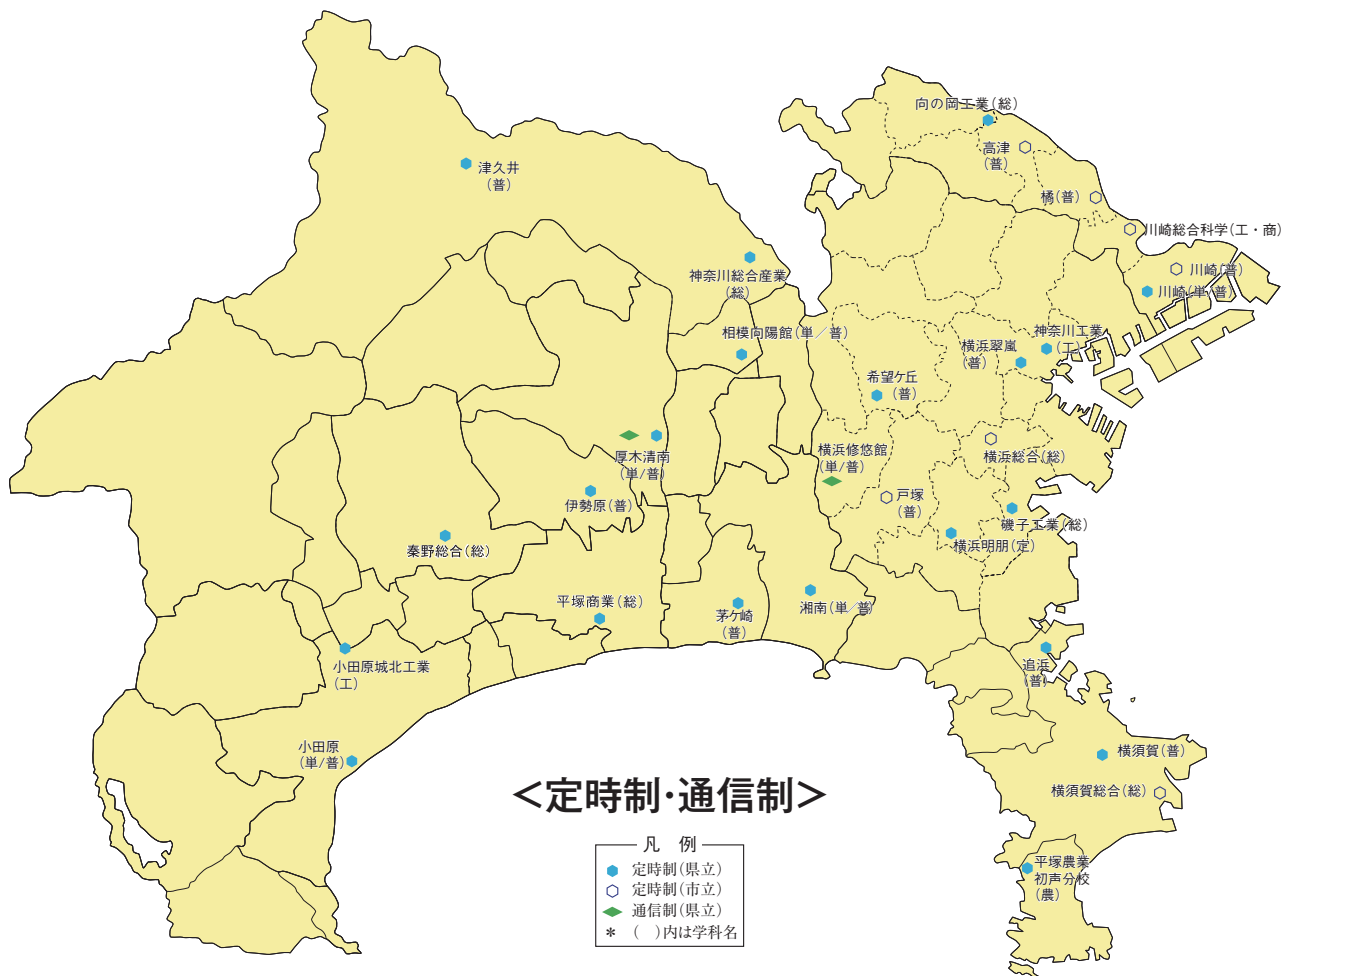 向の岡工業(総)
高津
(普)
津久井
(普)
橘(普)
川崎総合科学(工・商)
川崎(普)
神奈川総合産業
(総)
川崎(単/普)
相模向陽館(単／普)
神奈川工業
(工)
横浜翠嵐
(普)
希望ケ丘
(普)
厚木清南
(単/普)
横浜修悠館
(単/普)
横浜総合(総)
伊勢原(普)
戸塚
(普)
磯子工業(総)
秦野総合(総)
横浜明朋(定)
平塚商業(総)
茅ケ崎
(普)
湘南(単／普)
小田原城北工業
(工)
追浜
(普)
小田原
(単/普)
横須賀(普)
横須賀総合(総)
＜定時制・通信制＞
凡　例
定時制(県立)
定時制(市立)
通信制(県立)
＊　(　)内は学科名
平塚農業
初声分校
(農)